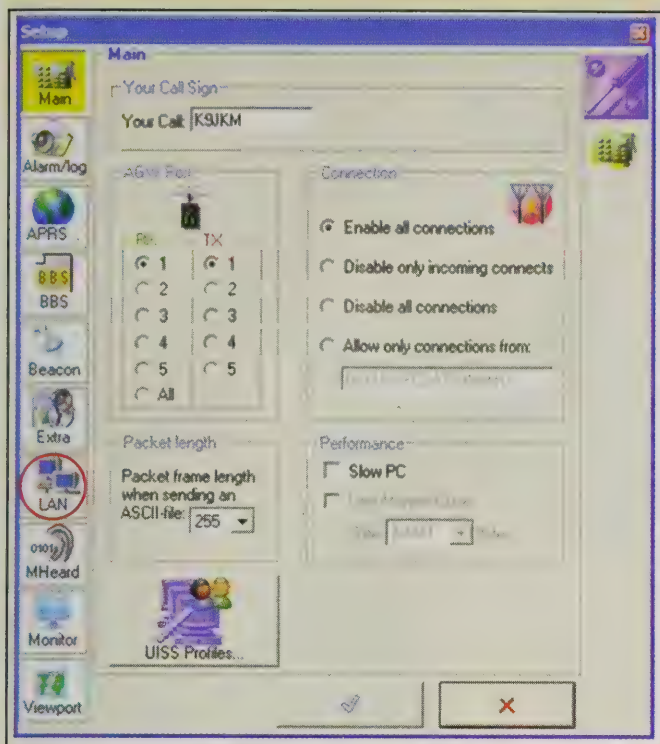 Setup
Main
Main
Alarm/log
APRS
BBS
BBS
Beacon
Extra
LAN
0101
MHeard
Monitor
Viewport
Your Call Sign
Your Call: K9JKM
AGW Port
RX TX
1 1
2 2
3 3
4 4
5 5
All
Connection
Enable all connections
Disable only incoming connects
Disable all connections
Allow only connections from:
Packet length
Packet frame length
when sending an
ASCII-file: 255
Performance
Slow PC
UISS Profiles...